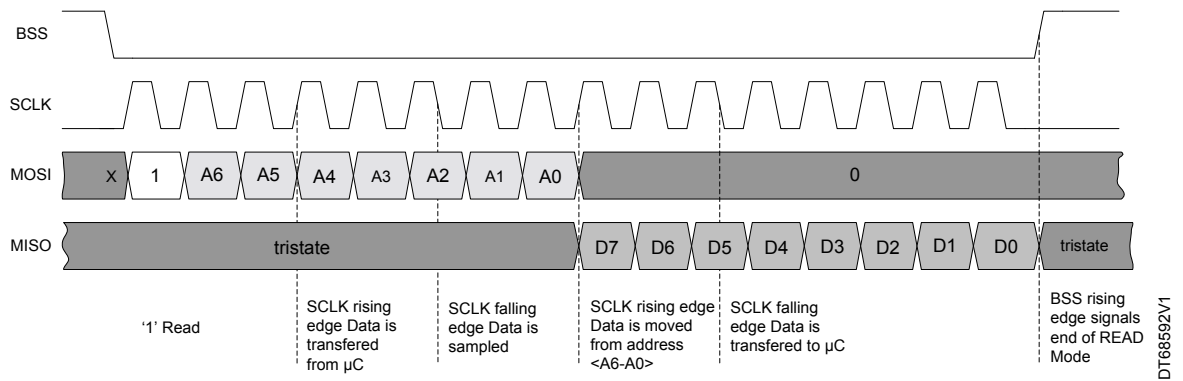 BSS
SCLK
MOSI
X 1 A6 A5 A4 A3 A2 A1 A0 0
MISO
tristate D7 D6 D5 D4 D3 D2 D1 D0 tristate
‘1’ Read
SCLK rising
edge Data is
transfered
from µC
SCLK falling
edge Data is
sampled
SCLK rising edge
Data is moved
from address
<A6-A0>
SCLK falling
edge Data is
transfered to µC
BSS rising
edge signals
end of READ
Mode
DT68592V1